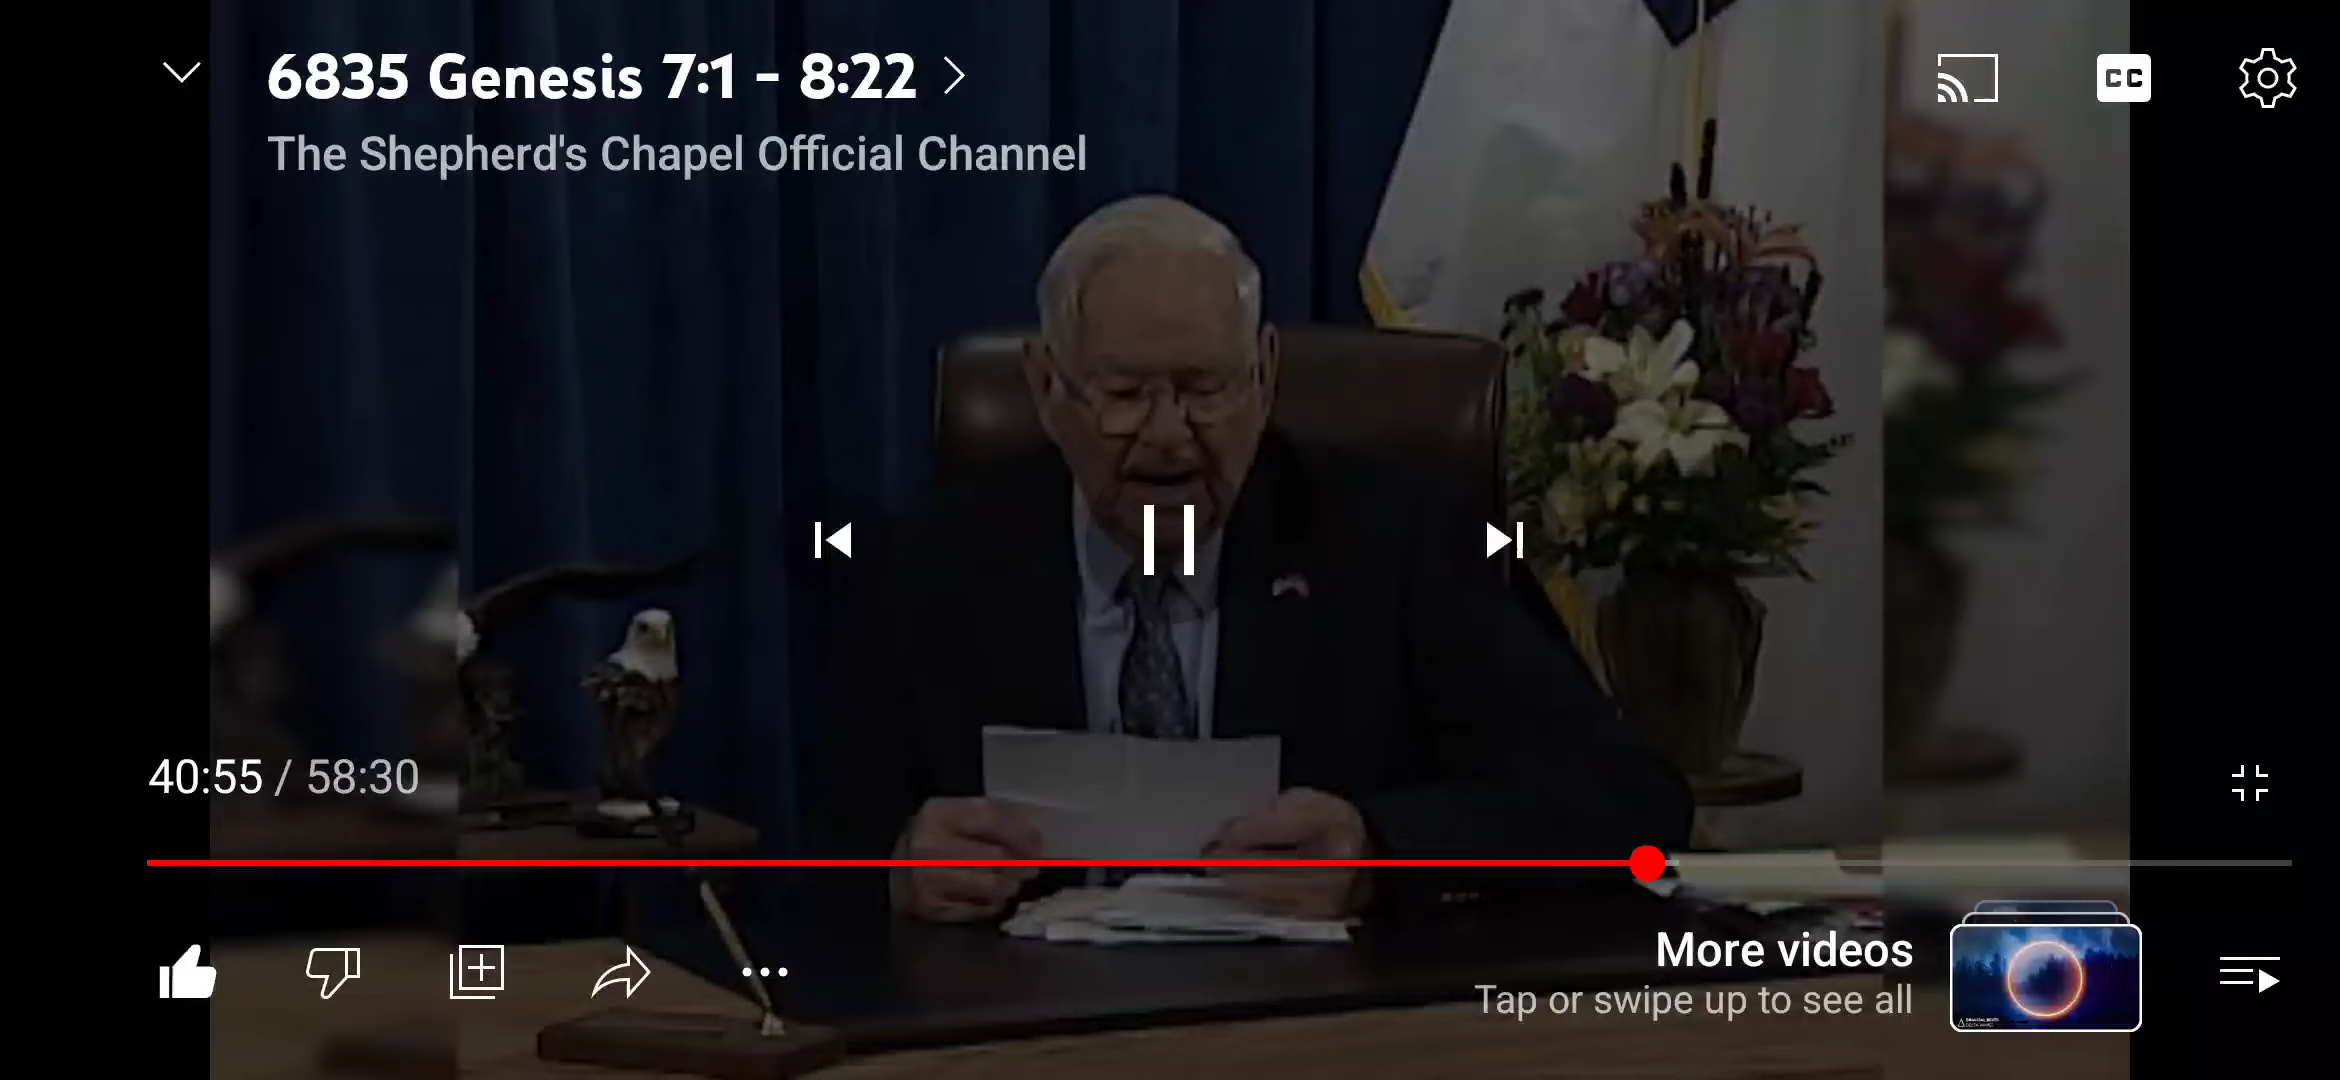 6835 Genesis 7:1 - 8:22
The Shepherd's Chapel Official Channel
CC
40:55 / 58:30
More videos
Tap or swipe up to see all